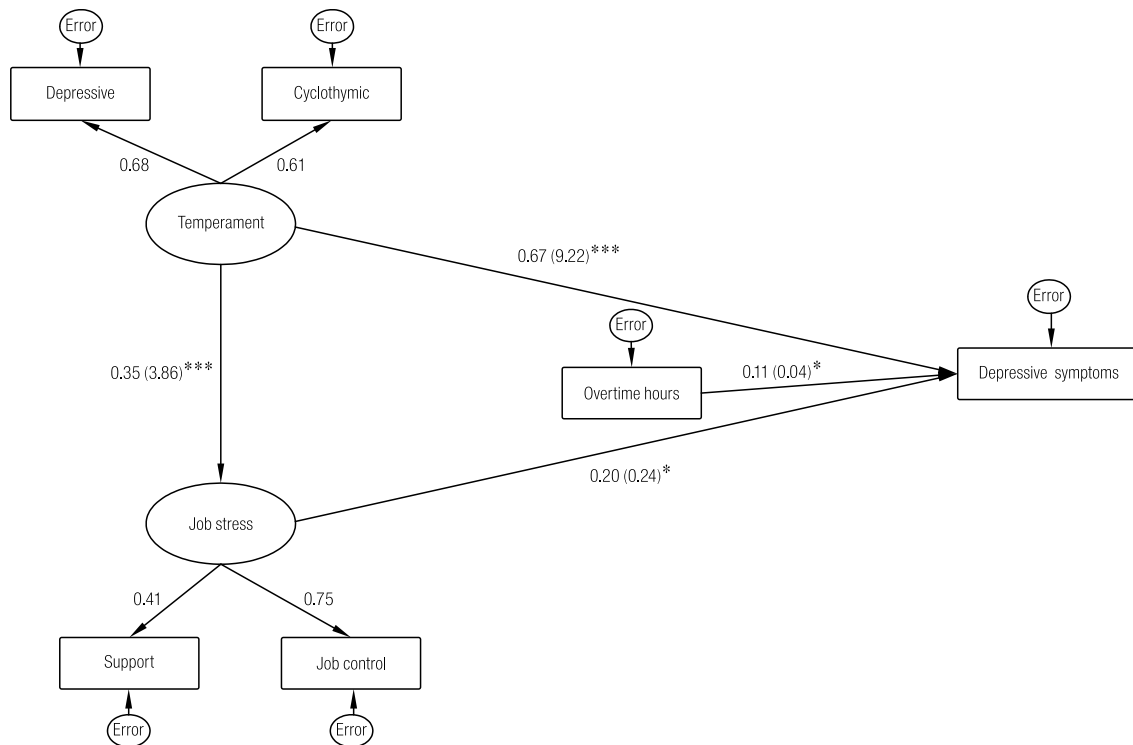 Error
Error
Depressive
Cyclothymic
0.68
0.61
Temperament
0.67 (9.22)***
Error
Error
0.35 (3.86)***
0.11 (0.04)*
Depressive symptoms
Overtime hours
0.20 (0.24)*
Job stress
0.41
0.75
Support
Job control
Error
Error